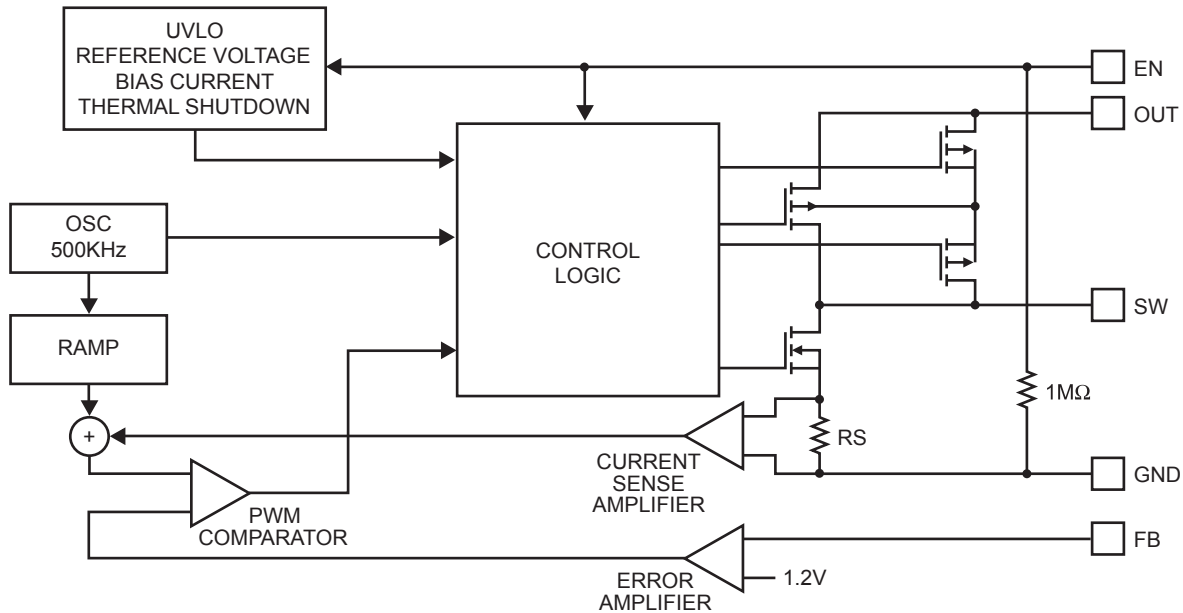 UVLO
REFERENCE VOLTAGE
BIAS CURRENT
THERMAL SHUTDOWN
EN
OUT
OSC
500KHz
CONTROL
LOGIC
SW
RAMP
1MΩ
+
RS
CURRENT
SENSE
AMPLIFIER
GND
PWM
COMPARATOR
FB
1.2V
ERROR
AMPLIFIER